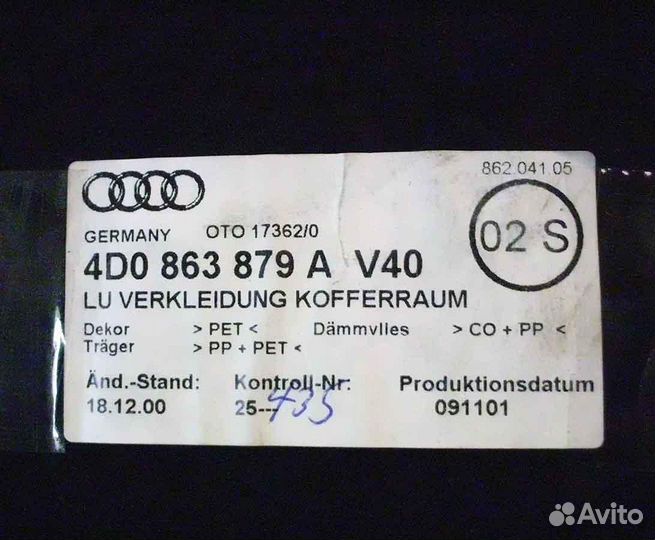 862.041.05
GERMANY OTO 17362/0
02 S
4D0 863 879 A V40
LU VERKLEIDUNG KOFFERRAUM
Dekor > PET < Dämmvlies > CO + PP <
Träger > PP + PET <
Änd.-Stand: Kontroll-Nr: Produktionsdatum
18.12.00 25--- 435 091101
Avito